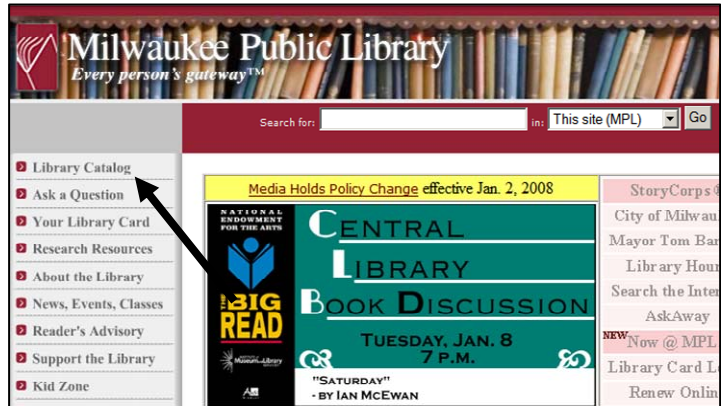 Milwaukee Public Library
Every person's gateway™
Search for:
in: This site (MPL) Go
Library Catalog
Ask a Question
Your Library Card
Research Resources
About the Library
News, Events, Classes
Reader's Advisory
Support the Library
Kid Zone
Media Holds Policy Change effective Jan. 2, 2008
NATIONAL
ENDOWMENT
FOR THE ARTS
THE
BIG
READ
Museum and Library
CENTRAL
LIBRARY
BOOK DISCUSSION
TUESDAY, JAN. 8
7 P.M.
"SATURDAY"
- BY IAN MCEWAN
StoryCorps
City of Milwau
Mayor Tom Bar
Library Hour
Search the Inter
AskAway
NEW Now @ MPL
Library Card L
Renew Onlin